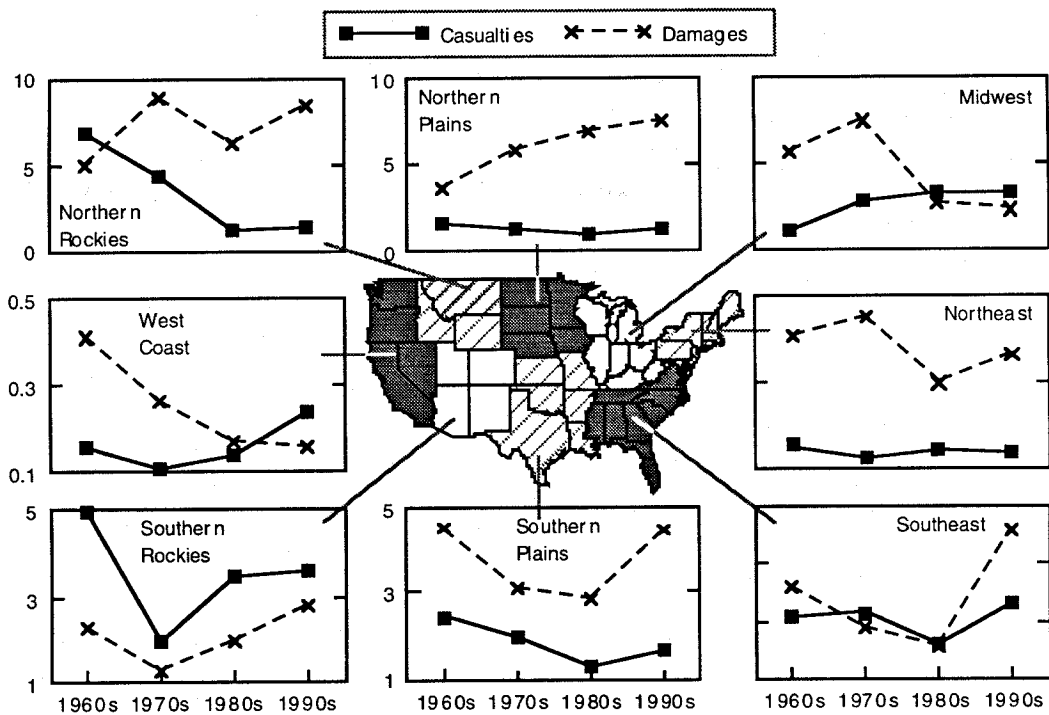 Casualties Damages
10
5
0
Northern
Rockies
10
5
0
Northern
Plains
Midwest
0.5
0.3
0.1
West
Coast
Northeast
5
3
1
Southern
Rockies
1960s 1970s 1980s 1990s
5
3
1
Southern
Plains
1960s 1970s 1980s 1990s
Southeast
1960s 1970s 1980s 1990s